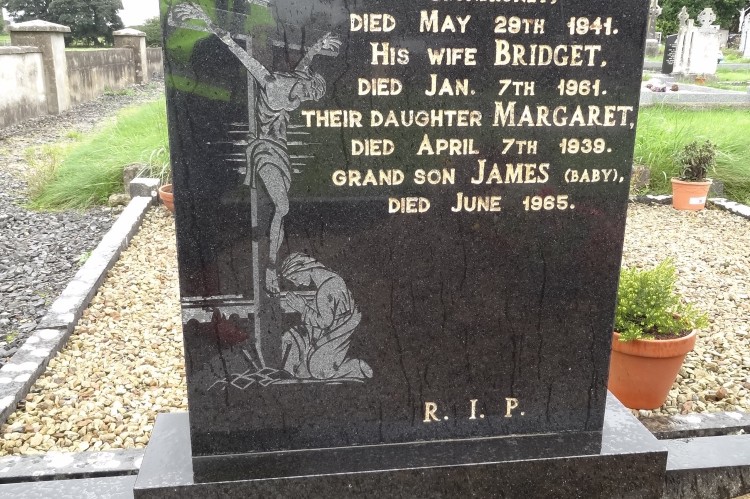 DIED MAY 29TH 1941.
HIS WIFE BRIDGET,
DIED JAN. 7TH 1961.
THEIR DAUGHTER MARGARET,
DIED APRIL 7TH 1939.
GRAND SON JAMES (BABY),
DIED JUNE 1965.
R. I. P.